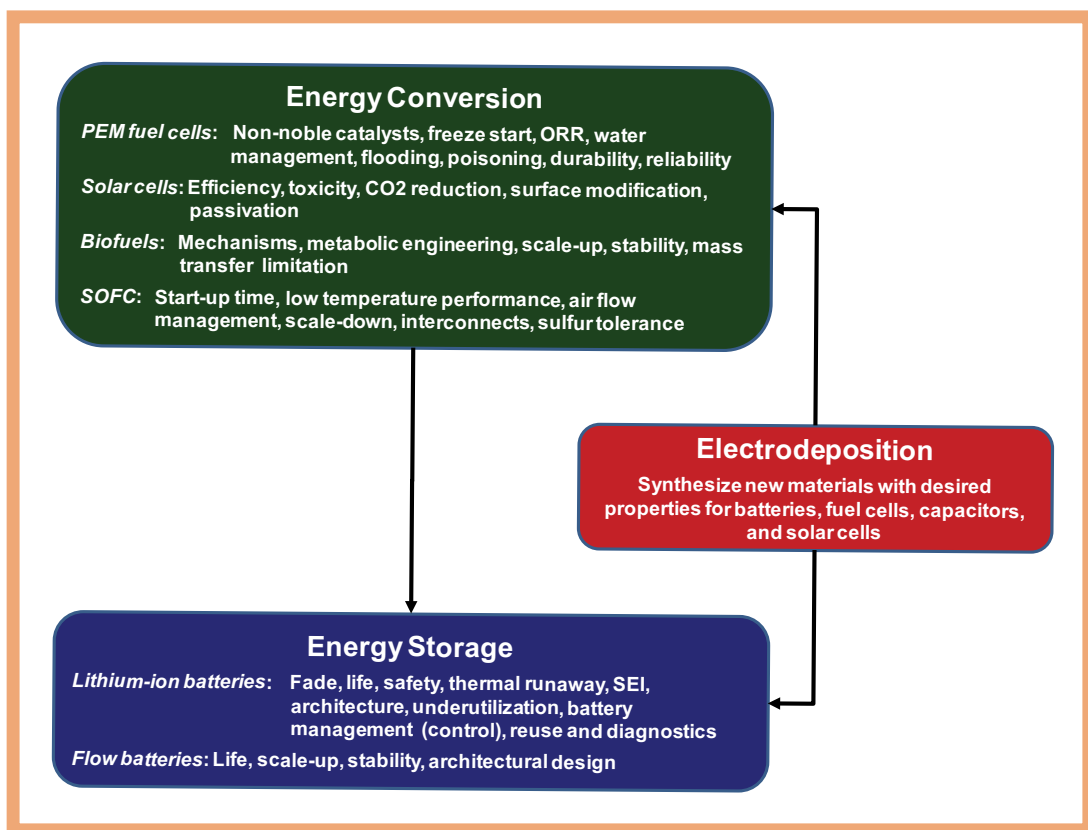 Energy Conversion
PEM fuel cells: Non-noble catalysts, freeze start, ORR, water
management, flooding, poisoning, durability, reliability
Solar cells: Efficiency, toxicity, CO2 reduction, surface modification,
passivation
Biofuels: Mechanisms, metabolic engineering, scale-up, stability, mass
transfer limitation
SOFC: Start-up time, low temperature performance, air flow
management, scale-down, interconnects, sulfur tolerance
Electrodeposition
Synthesize new materials with desired
properties for batteries, fuel cells, capacitors,
and solar cells
Energy Storage
Lithium-ion batteries: Fade, life, safety, thermal runaway, SEI,
architecture, underutilization, battery
management (control), reuse and diagnostics
Flow batteries: Life, scale-up, stability, architectural design